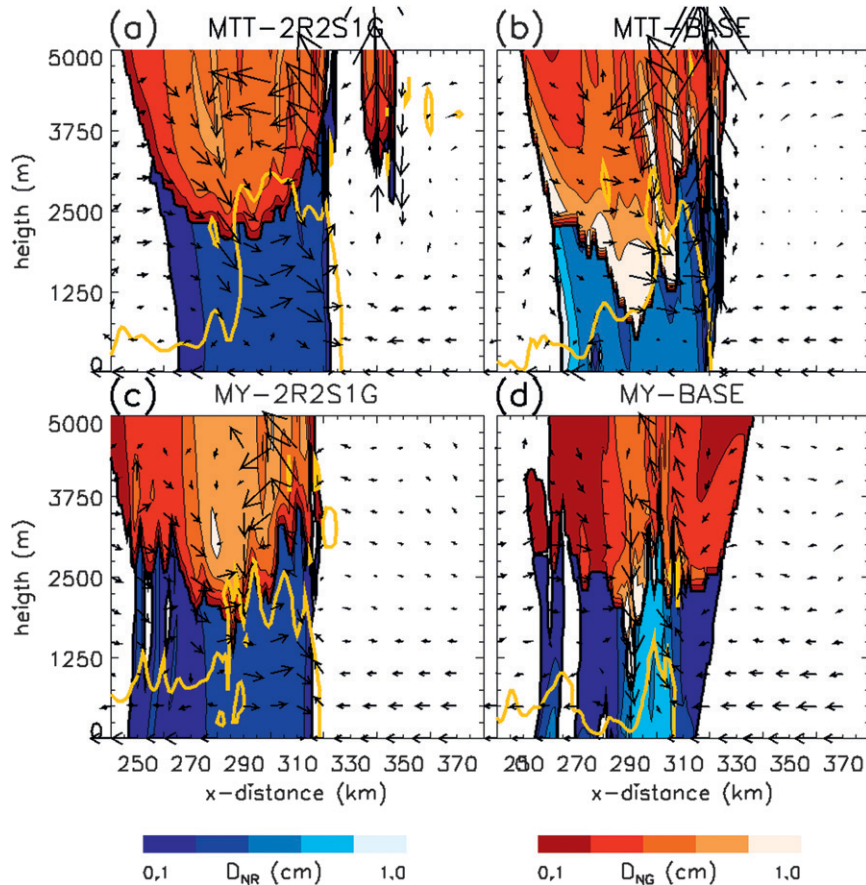 (a) MTT-2R2S1G
(b) MTT-BASE
5000
3750
2500
1250
0
heigth (m)
(c) MY-2R2S1G
(d) MY-BASE
5000
3750
2500
1250
0
heigth (m)
250 270 290 310 330 350 370
x-distance (km)
250 270 290 310 330 350 370
x-distance (km)
0,1 D_NR (cm) 1,0
0,1 D_NG (cm) 1,0